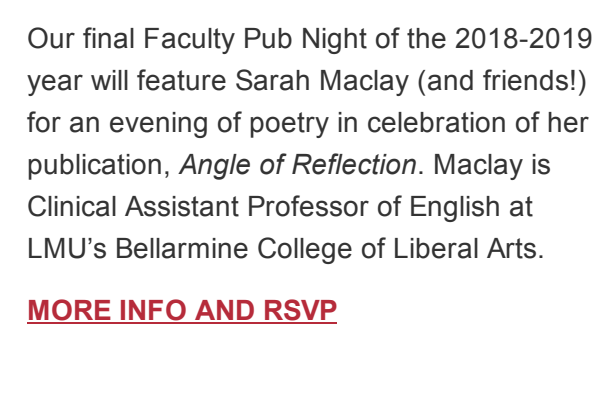 Our final Faculty Pub Night of the 2018-2019
year will feature Sarah Maclay (and friends!)
for an evening of poetry in celebration of her
publication, Angle of Reflection. Maclay is
Clinical Assistant Professor of English at
LMU’s Bellarmine College of Liberal Arts.
MORE INFO AND RSVP